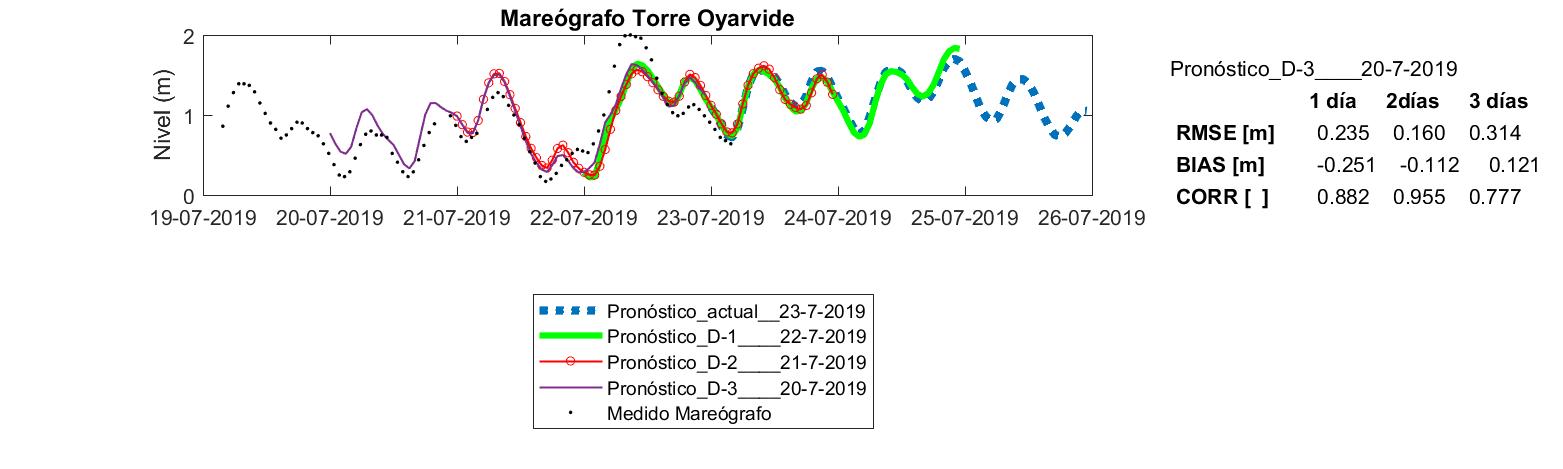 Mareógrafo Torre Oyarvide
Nivel (m)
2
1
0
19-07-2019 20-07-2019 21-07-2019 22-07-2019 23-07-2019 24-07-2019 25-07-2019 26-07-2019
Pronóstico_D-3____20-7-2019
1 día 2días 3 días
RMSE [m] 0.235 0.160 0.314
BIAS [m] -0.251 -0.112 0.121
CORR [ ] 0.882 0.955 0.777
Pronóstico_actual__23-7-2019
Pronóstico_D-1____22-7-2019
Pronóstico_D-2____21-7-2019
Pronóstico_D-3____20-7-2019
Medido Mareógrafo